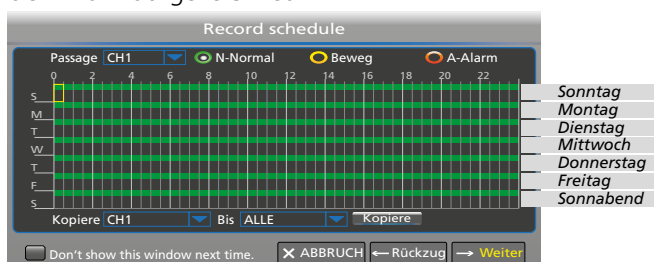 Record schedule
Passage CH1 N-Normal Beweg A-Alarm
0 2 4 6 8 10 12 14 16 18 20 22
S Sonntag
M Montag
T Dienstag
W Mittwoch
T Donnerstag
F Freitag
S Sonnabend
Kopiere CH1 Bis ALLE Kopiere
Don't show this window next time. X ABBRUCH ← Rückzug → Weiter